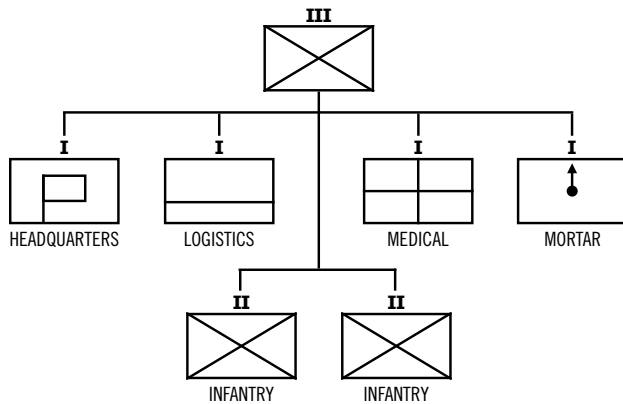 III
I I I I
HEADQUARTERS LOGISTICS MEDICAL MORTAR
II II
INFANTRY INFANTRY